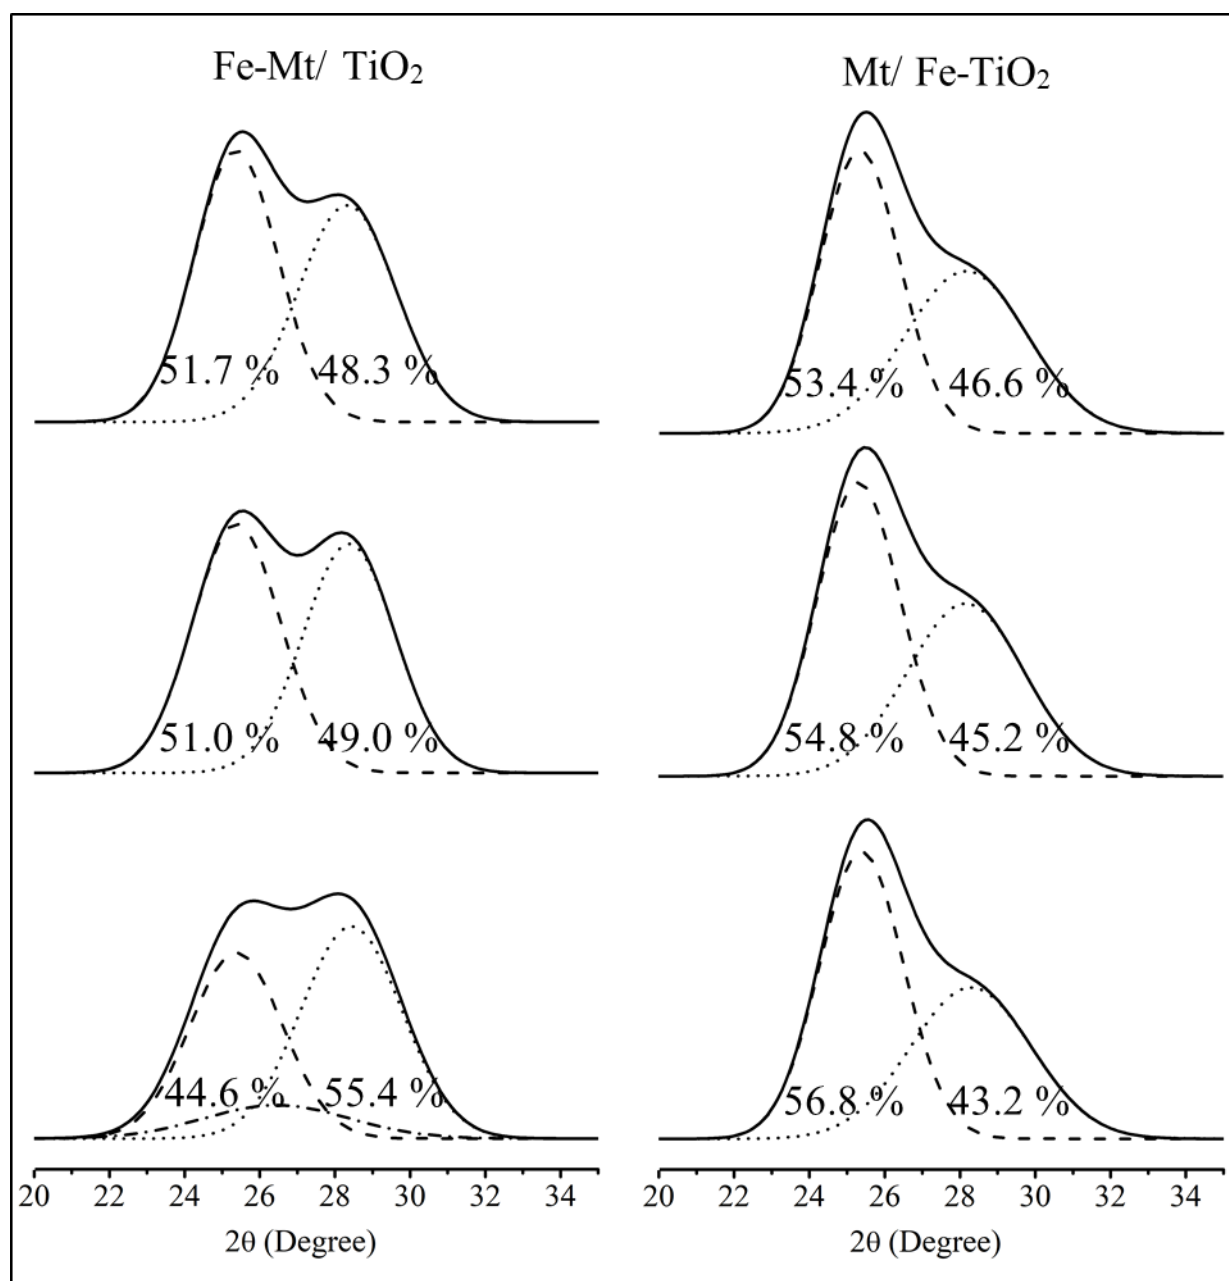 Fe-Mt/ TiO₂
Mt/ Fe-TiO₂
51.7 %
48.3 %
53.4 %
46.6 %
51.0 %
49.0 %
54.8 %
45.2 %
44.6 %
55.4 %
56.8 %
43.2 %
20 22 24 26 28 30 32 34
20 22 24 26 28 30 32 34
2θ (Degree)
2θ (Degree)